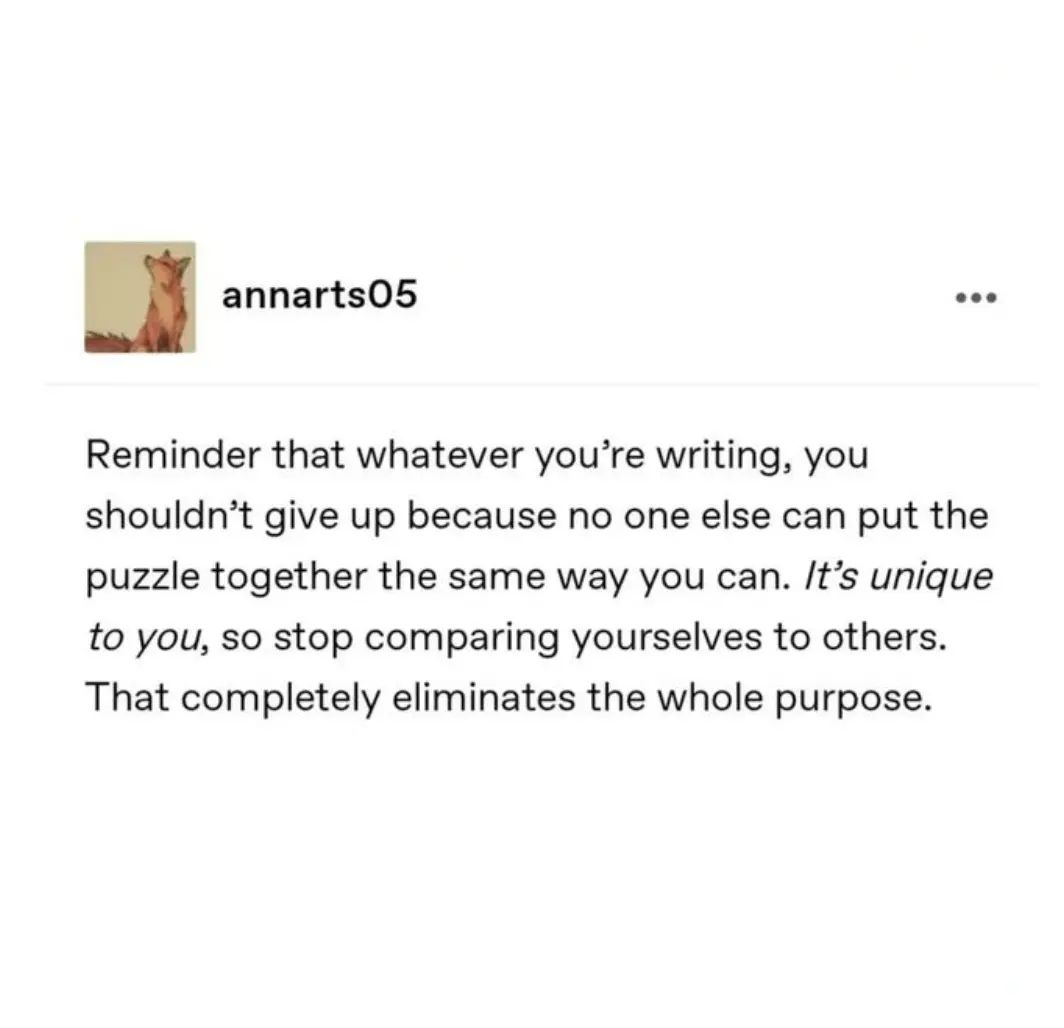 annarts05
Reminder that whatever you’re writing, you
shouldn’t give up because no one else can put the
puzzle together the same way you can. It’s unique
to you, so stop comparing yourselves to others.
That completely eliminates the whole purpose.